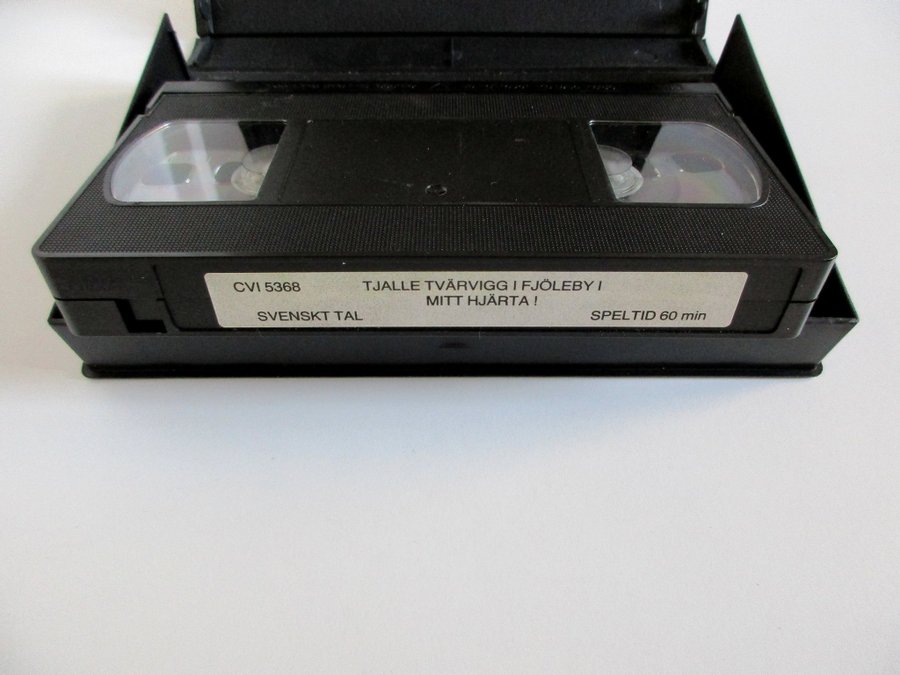 CVI 5368 TJALLE TVÄRVIGG I FJÖLEBY I
MITT HJÄRTA !
SVENSKT TAL SPELTID 60 min